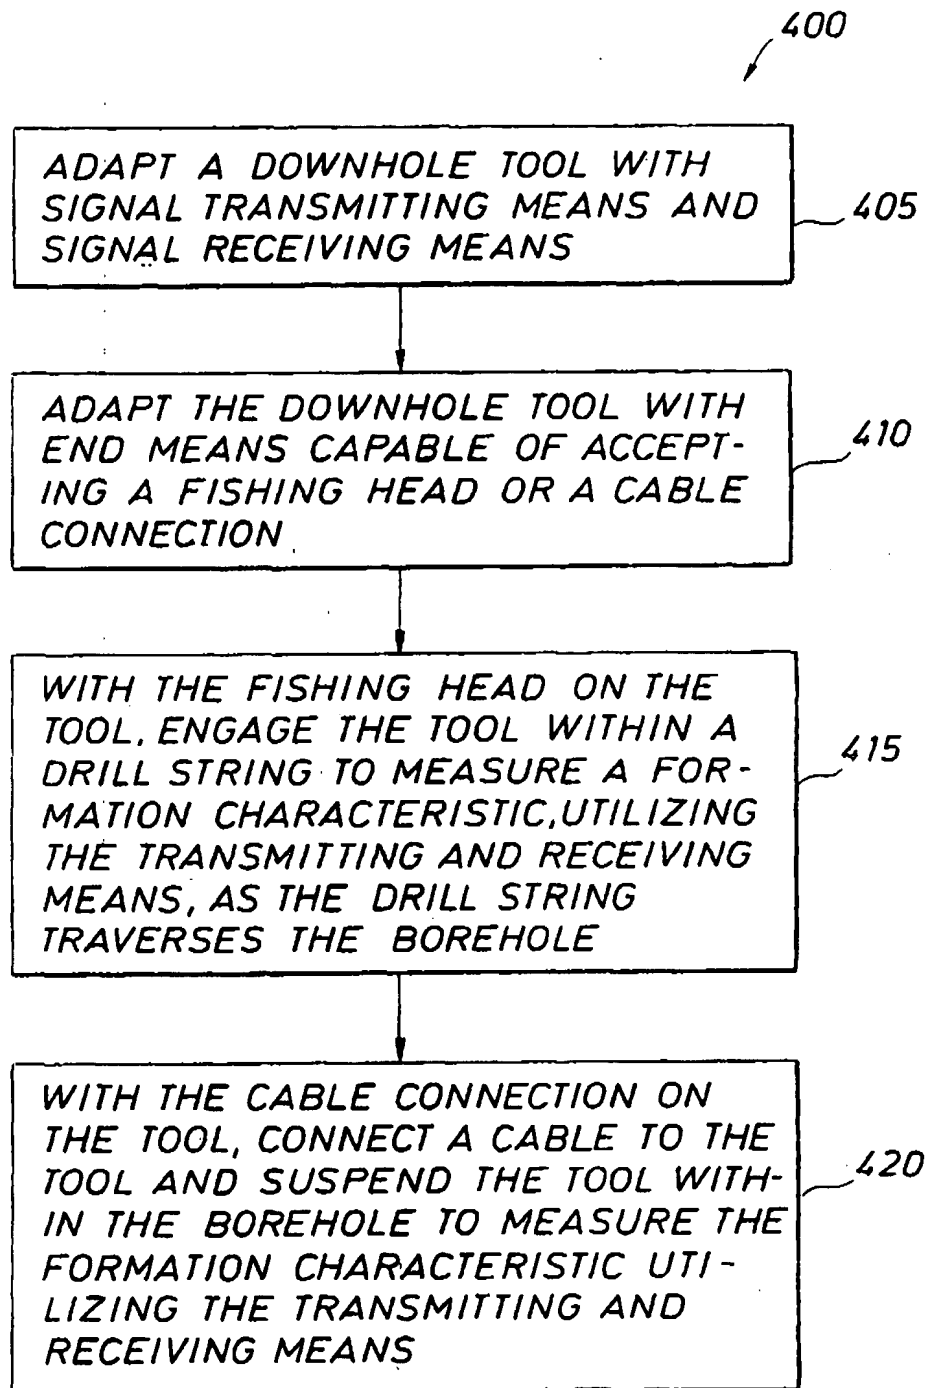 400
ADAPT A DOWNHOLE TOOL WITH
SIGNAL TRANSMITTING MEANS AND
SIGNAL RECEIVING MEANS
405
ADAPT THE DOWNHOLE TOOL WITH
END MEANS CAPABLE OF ACCEPT-
ING A FISHING HEAD OR A CABLE
CONNECTION
410
WITH THE FISHING HEAD ON THE
TOOL, ENGAGE THE TOOL WITHIN A
DRILL STRING TO MEASURE A FOR-
MATION CHARACTERISTIC, UTILIZING
THE TRANSMITTING AND RECEIVING
MEANS, AS THE DRILL STRING
TRAVERSES THE BOREHOLE
415
WITH THE CABLE CONNECTION ON
THE TOOL, CONNECT A CABLE TO THE
TOOL AND SUSPEND THE TOOL WITH-
IN THE BOREHOLE TO MEASURE THE
FORMATION CHARACTERISTIC UTI-
LIZING THE TRANSMITTING AND
RECEIVING MEANS
420